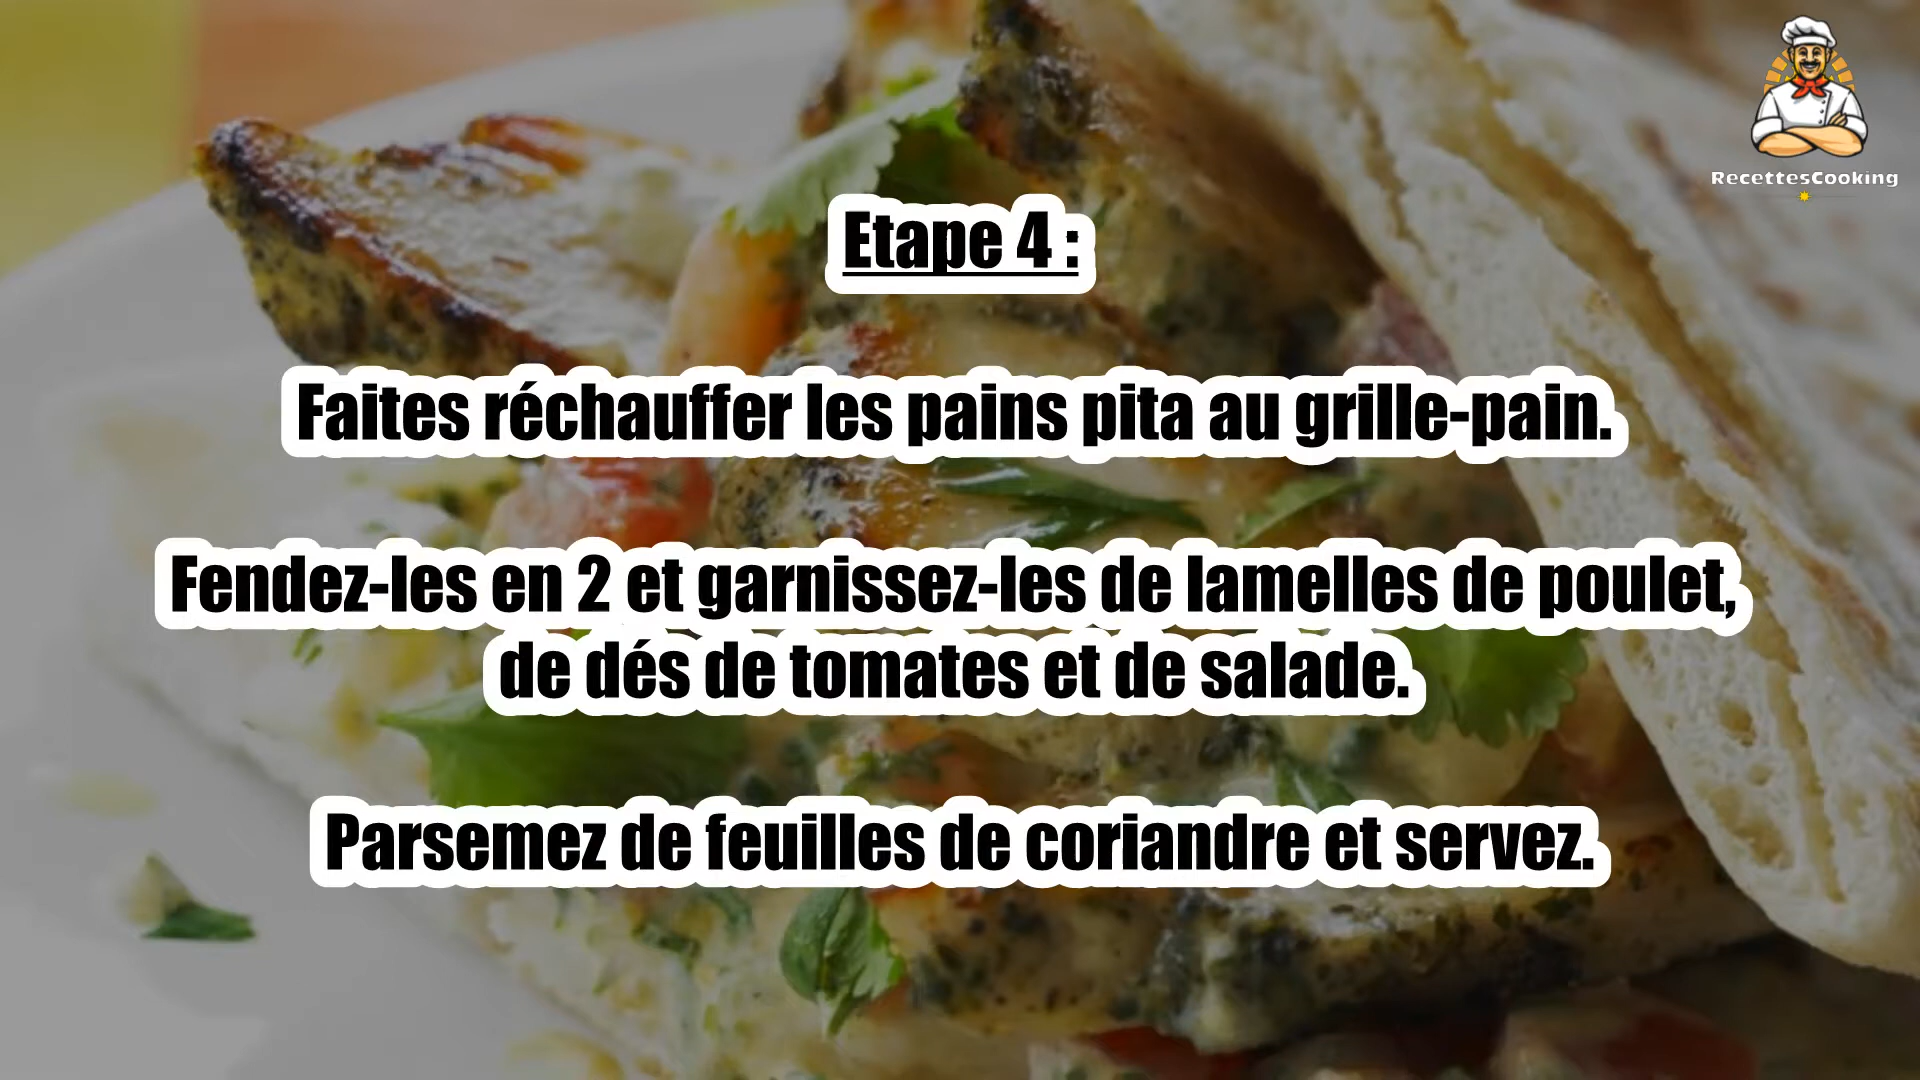 RecettesCooking
Etape 4 :
Faites réchauffer les pains pita au grille-pain.
Fendez-les en 2 et garnissez-les de lamelles de poulet,
de dés de tomates et de salade.
Parsemez de feuilles de coriandre et servez.